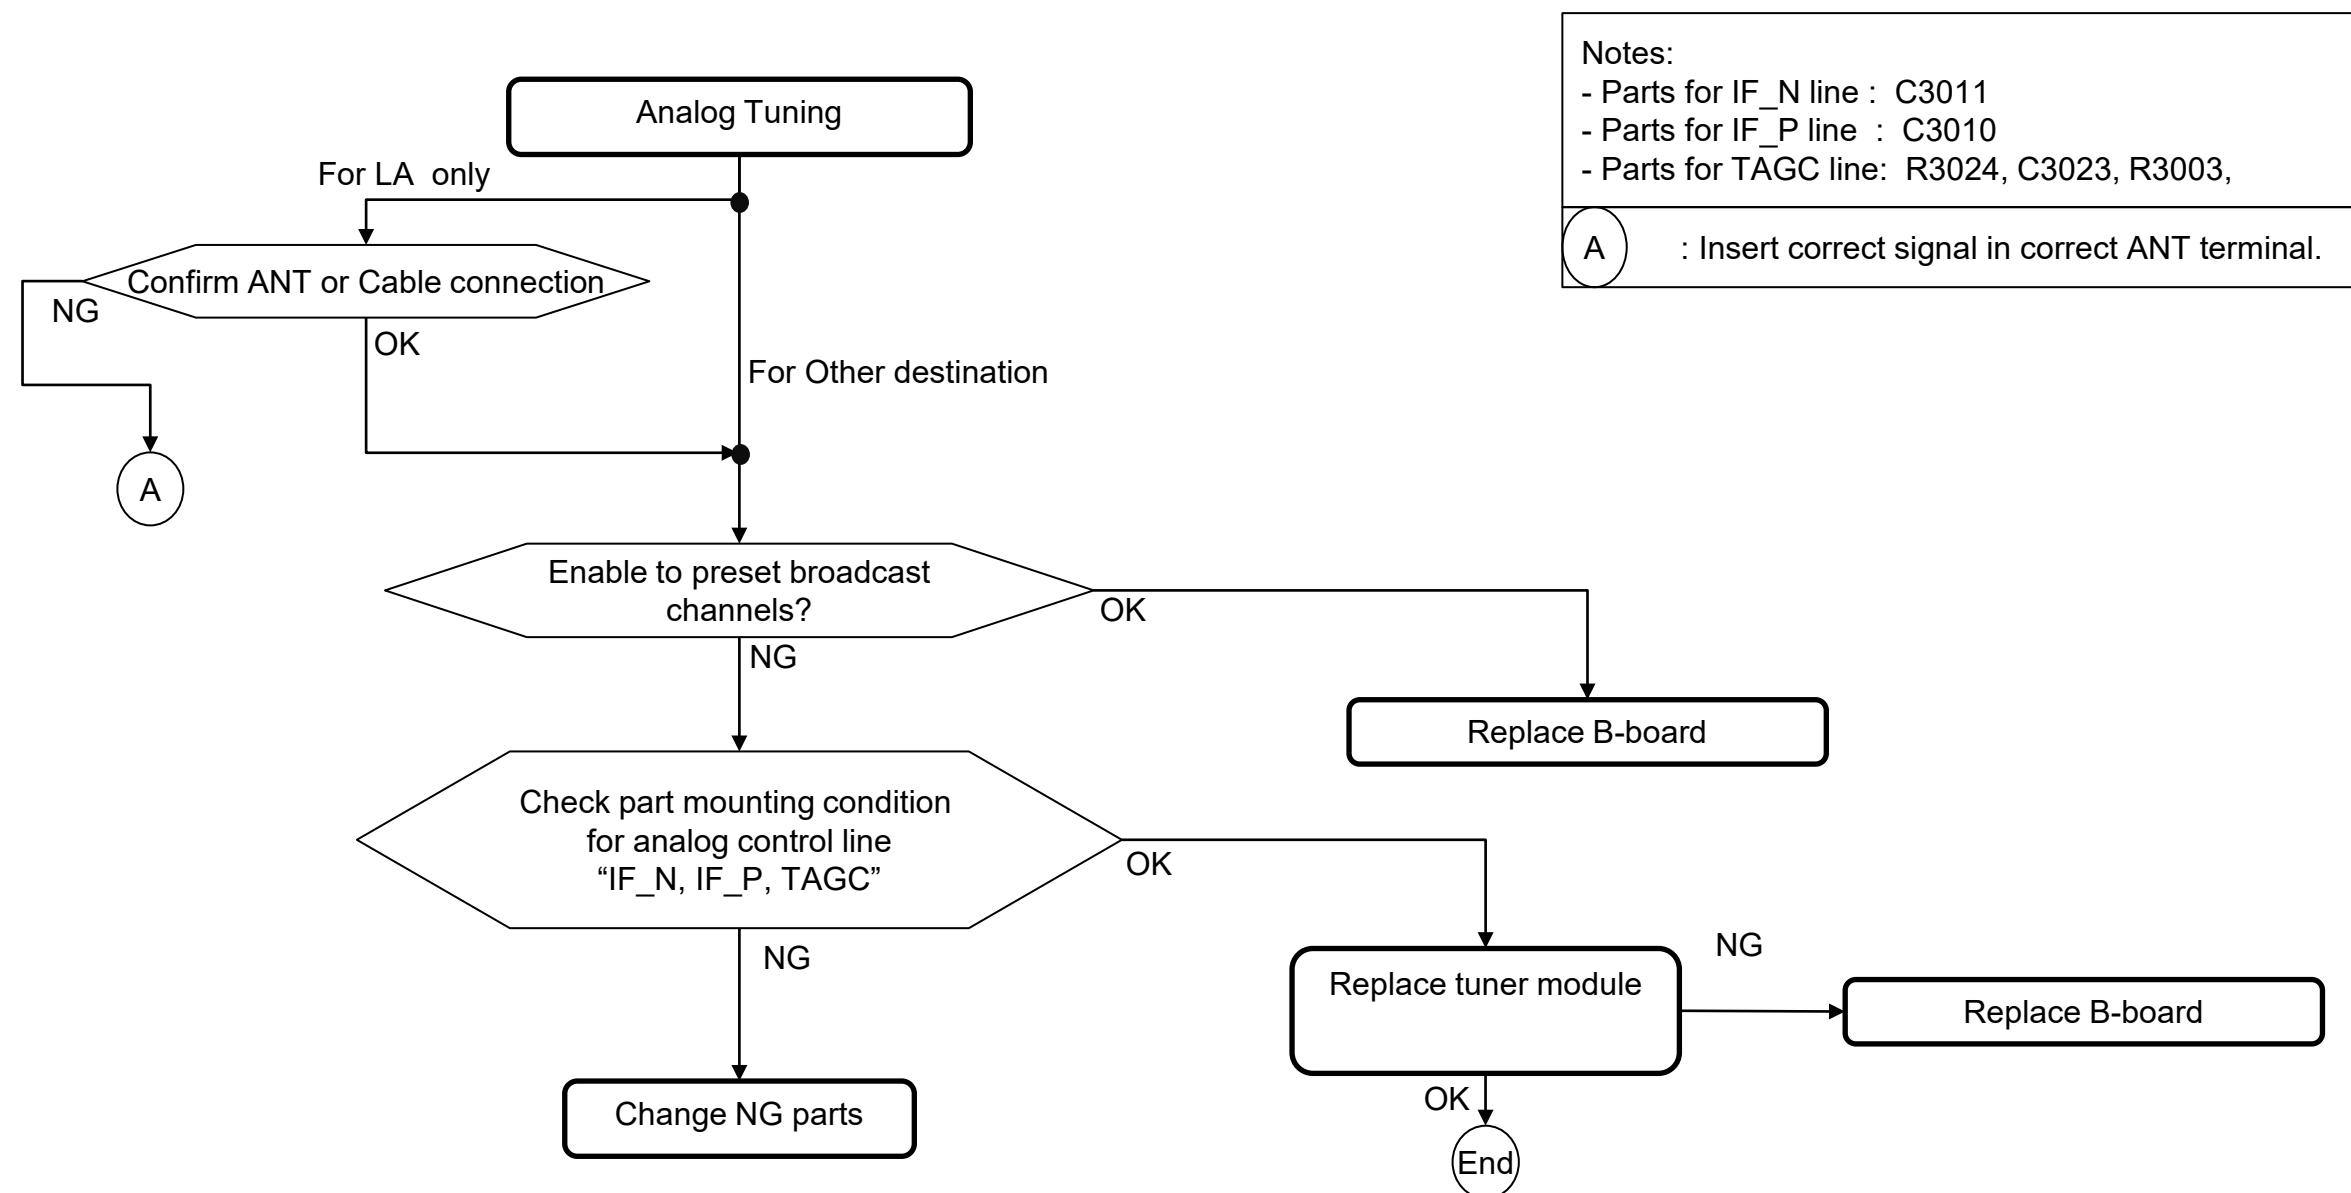 Notes:
- Parts for IF_N line :  C3011
- Parts for IF_P line  :  C3010
- Parts for TAGC line:  R3024, C3023, R3003,
A : Insert correct signal in correct ANT terminal.
Analog Tuning
For LA  only
Confirm ANT or Cable connection
NG
OK
For Other destination
A
Enable to preset broadcast
channels?
OK
NG
Replace B-board
Check part mounting condition
for analog control line
“IF_N, IF_P, TAGC”
OK
NG
Replace tuner module
NG
Replace B-board
OK
End
Change NG parts